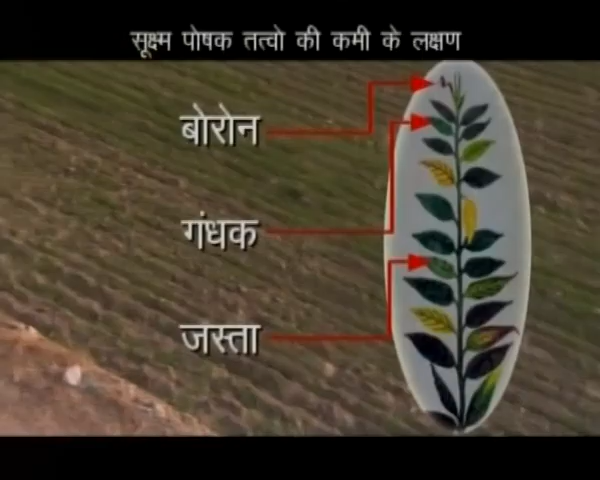 सूक्ष्म पोषक तत्वो की कमी के लक्षण
बोरोन
गंधक
जस्ता